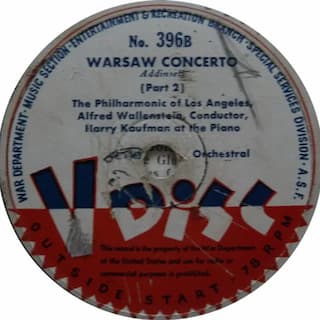 WAR DEPARTMENT - MUSIC SECTION - ENTERTAINMENT & RECREATION BRANCH - SPECIAL SERVICES DIVISION - A.S.F.
No. 396B
WARSAW CONCERTO
Addinsell
(Part 2)
The Philharmonic of Los Angeles,
Alfred Wallenstein, Conductor,
Harry Kaufman at the Piano
Orchestral
V Disc
This record is the property of the War Department
of the United States and use for radio or
commercial purposes is prohibited.
OUTSIDE START 78 RPM